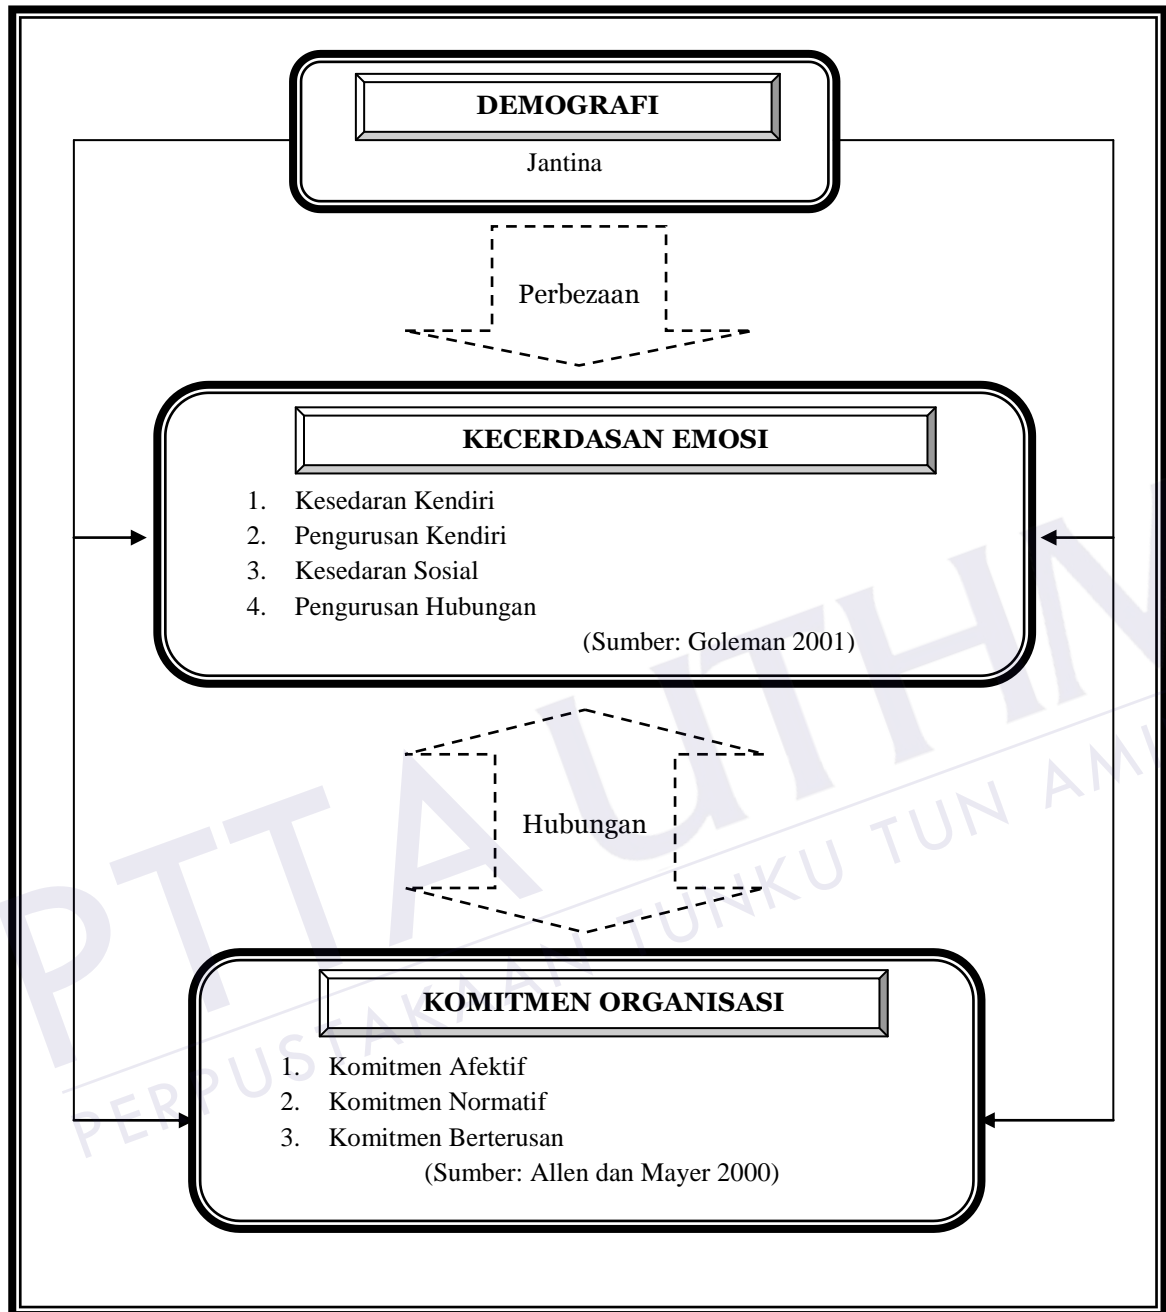 DEMOGRAFI
Jantina
Perbezaan
KECERDASAN EMOSI
1. Kesedaran Kendiri
2. Pengurusan Kendiri
3. Kesedaran Sosial
4. Pengurusan Hubungan
(Sumber: Goleman 2001)
Hubungan
KOMITMEN ORGANISASI
1. Komitmen Afektif
2. Komitmen Normatif
3. Komitmen Berterusan
(Sumber: Allen dan Mayer 2000)
PTTA UTHM
PERPUSTAKAAN TUNKU TUN AMI